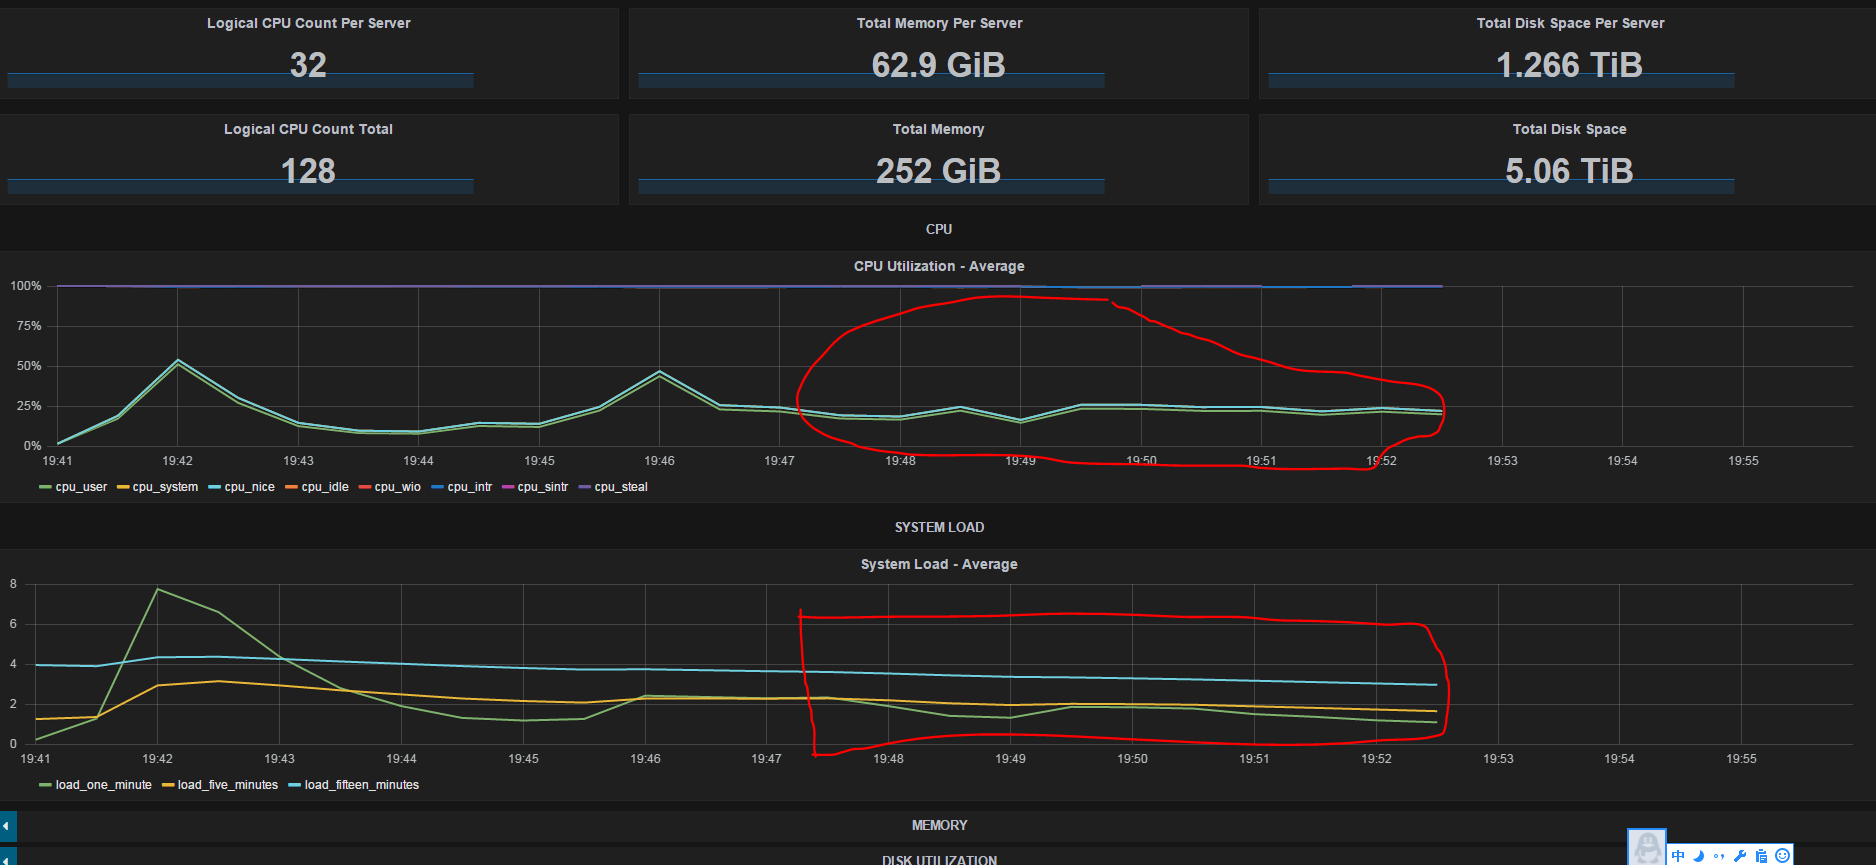 Logical CPU Count Per Server
Total Memory Per Server
Total Disk Space Per Server
32
62.9 GiB
1.266 TiB
Logical CPU Count Total
Total Memory
Total Disk Space
128
252 GiB
5.06 TiB
CPU
CPU Utilization - Average
100%
75%
50%
25%
0%
19:41 19:42 19:43 19:44 19:45 19:46 19:47 19:48 19:49 19:50 19:51 19:52 19:53 19:54 19:55
cpu_user cpu_system cpu_nice cpu_idle cpu_wio cpu_intr cpu_sintr cpu_steal
SYSTEM LOAD
System Load - Average
8
6
4
2
0
19:41 19:42 19:43 19:44 19:45 19:46 19:47 19:48 19:49 19:50 19:51 19:52 19:53 19:54 19:55
load_one_minute load_five_minutes load_fifteen_minutes
MEMORY
DISK UTILIZATION
中